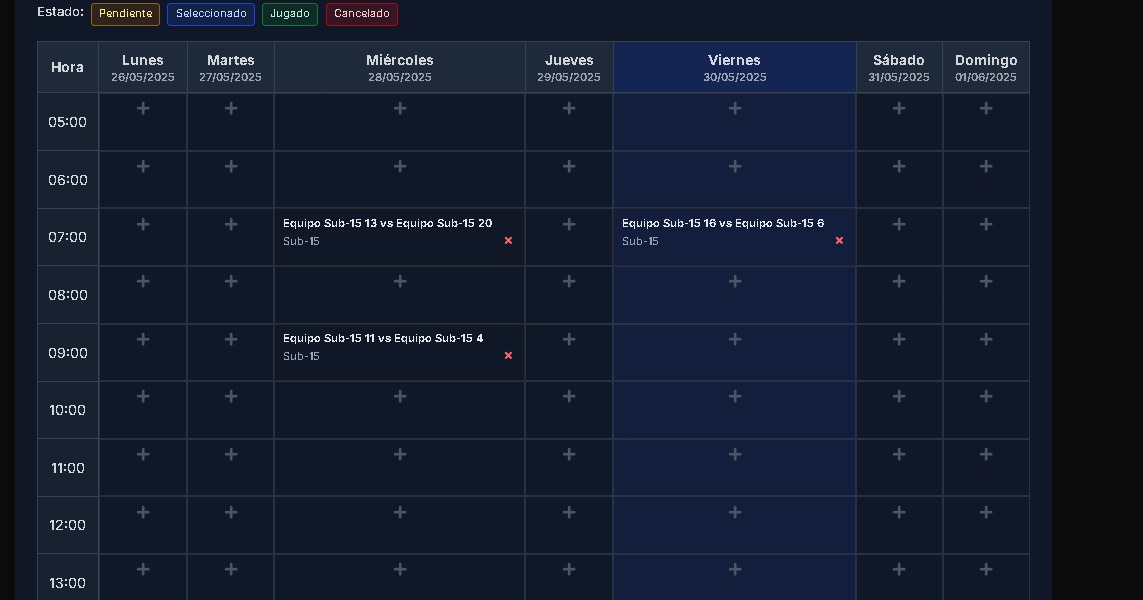 Estado: Pendiente Seleccionado Jugado Cancelado
Hora Lunes Martes Miércoles Jueves Viernes Sábado Domingo
26/05/2025 27/05/2025 28/05/2025 29/05/2025 30/05/2025 31/05/2025 01/06/2025
05:00 + + + + + + +
06:00 + + + + + + +
07:00 + + Equipo Sub-15 13 vs Equipo Sub-15 20 + Equipo Sub-15 16 vs Equipo Sub-15 6 + +
Sub-15 × Sub-15 ×
08:00 + + + + + + +
09:00 + + Equipo Sub-15 11 vs Equipo Sub-15 4 + + + +
Sub-15 ×
10:00 + + + + + + +
11:00 + + + + + + +
12:00 + + + + + + +
13:00 + + + + + + +